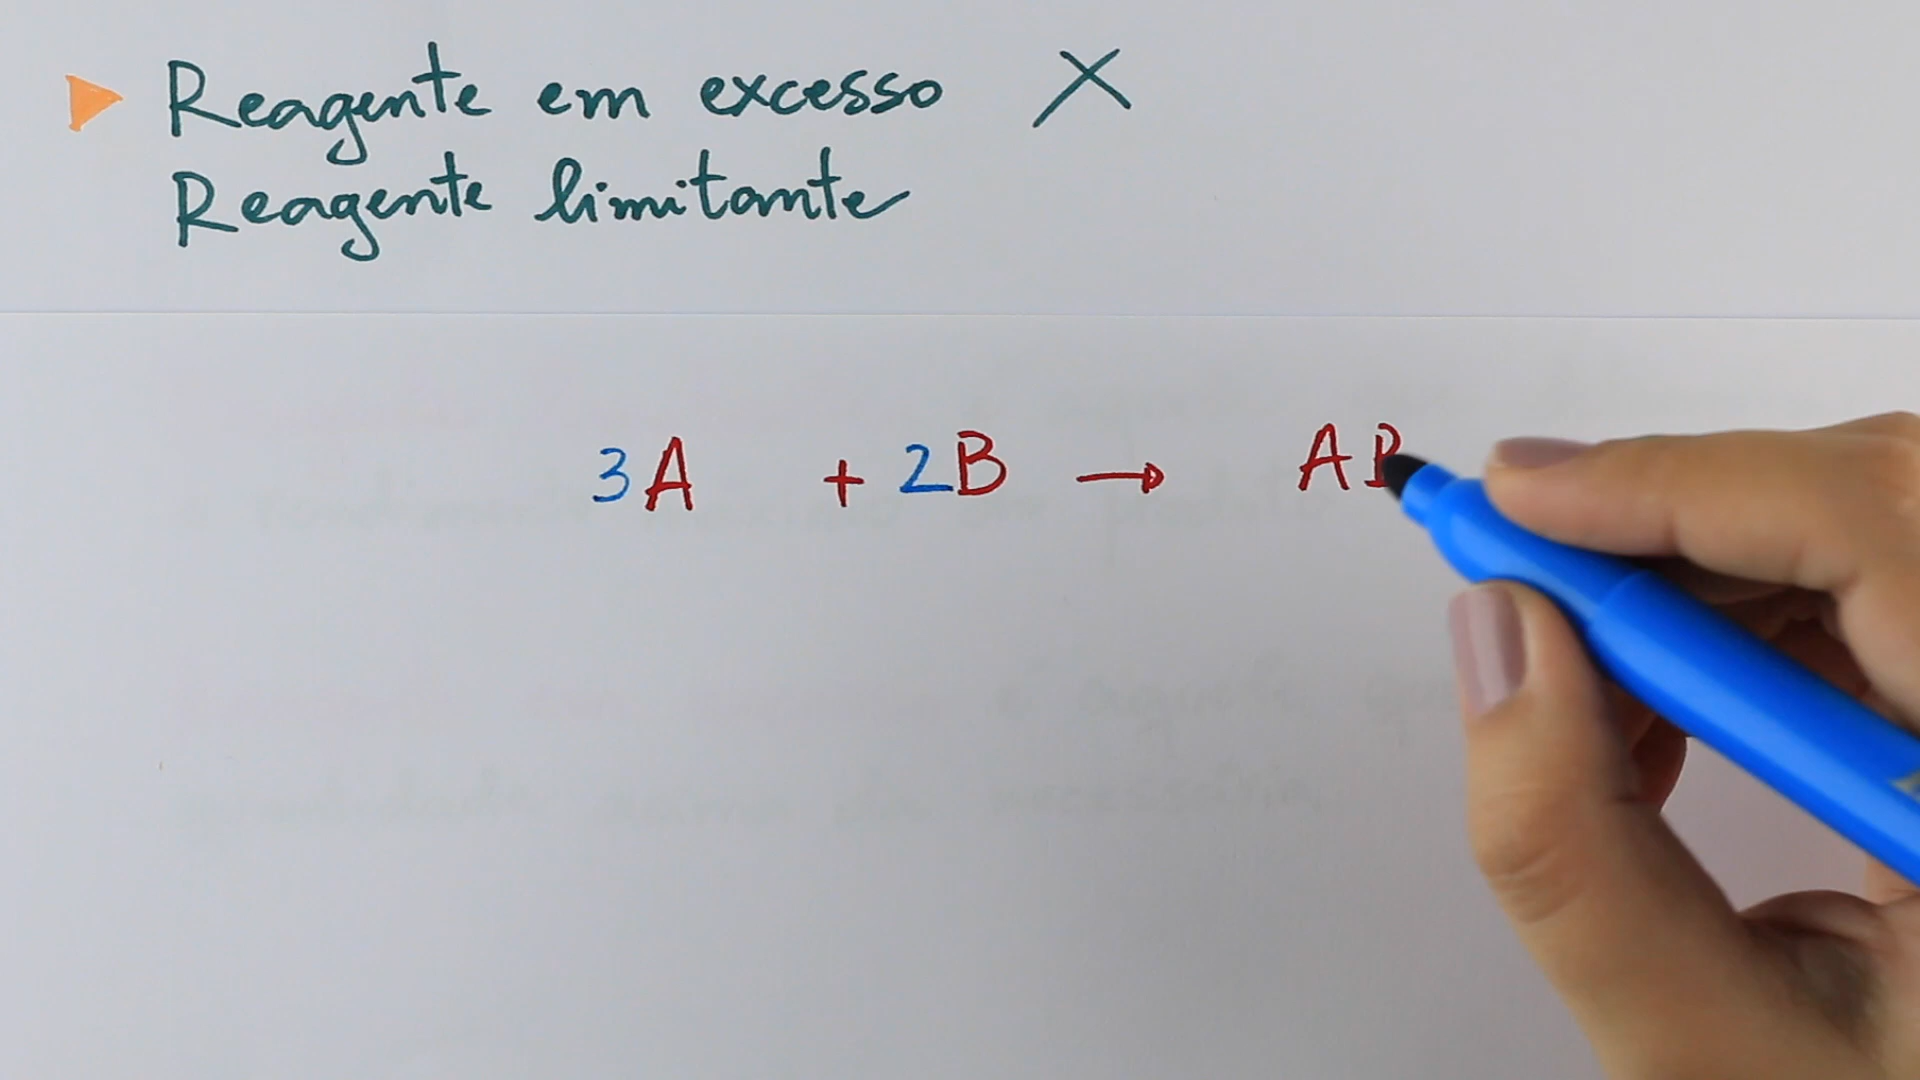 Reagente em excesso X
Reagente limitante
3A + 2B → AB